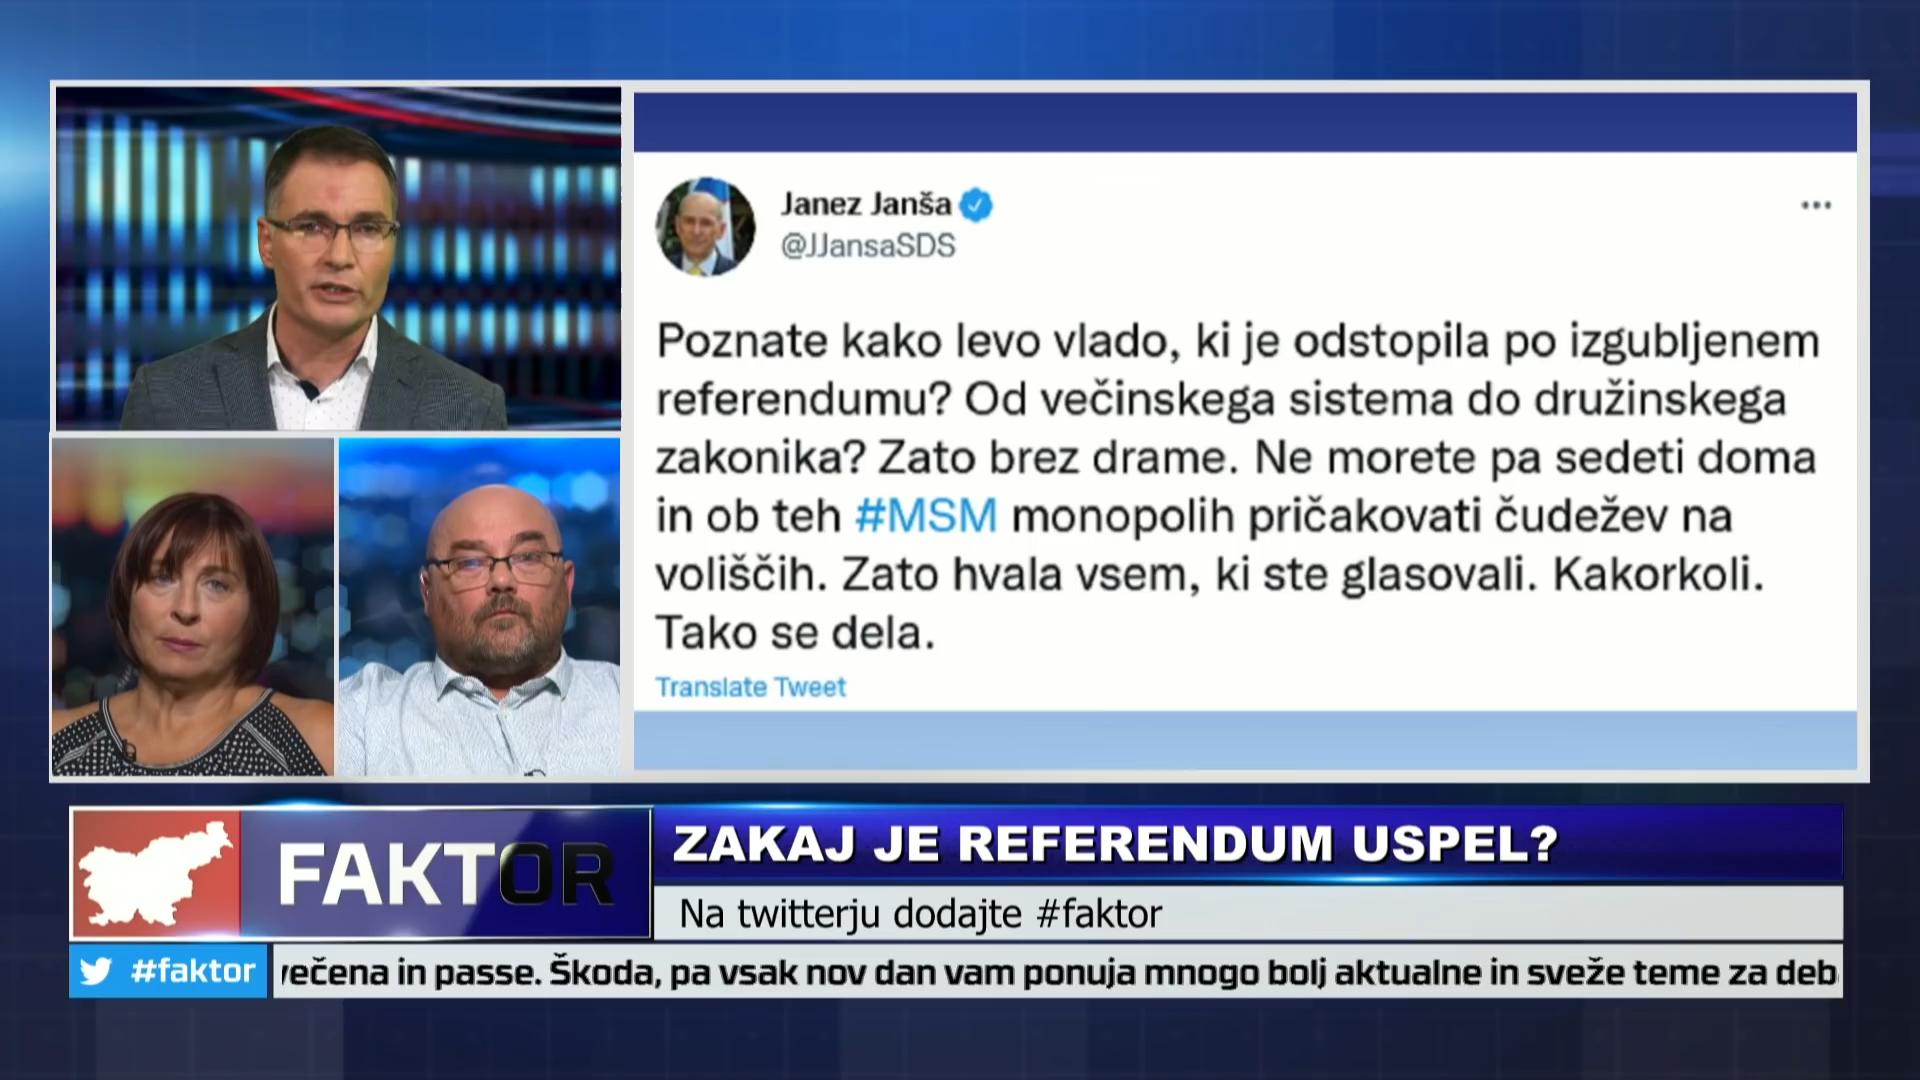 Janez Janša
@JJansaSDS
Poznate kako levo vlado, ki je odstopila po izgubljenem
referendumu? Od večinskega sistema do družinskega
zakonika? Zato brez drame. Ne morete pa sedeti doma
in ob teh #MSM monopolih pričakovati čudežev na
voliščih. Zato hvala vsem, ki ste glasovali. Kakorkoli.
Tako se dela.
Translate Tweet
FAKTOR
ZAKAJ JE REFERENDUM USPEL?
Na twitterju dodajte #faktor
#faktor
večena in passe. Škoda, pa vsak nov dan vam ponuja mnogo bolj aktualne in sveže teme za deb